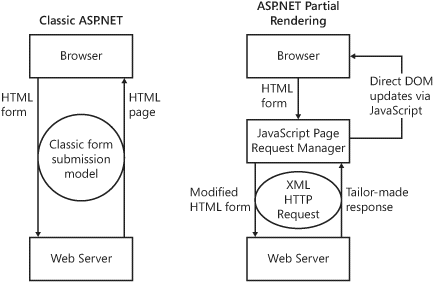 Classic ASP.NET
Browser
HTML
form
HTML
page
Classic form
submission
model
Web Server
ASP.NET Partial
Rendering
Browser
HTML
form
Direct DOM
updates via
JavaScript
JavaScript Page
Request Manager
Modified
HTML form
XML
HTTP
Request
Tailor-made
response
Web Server